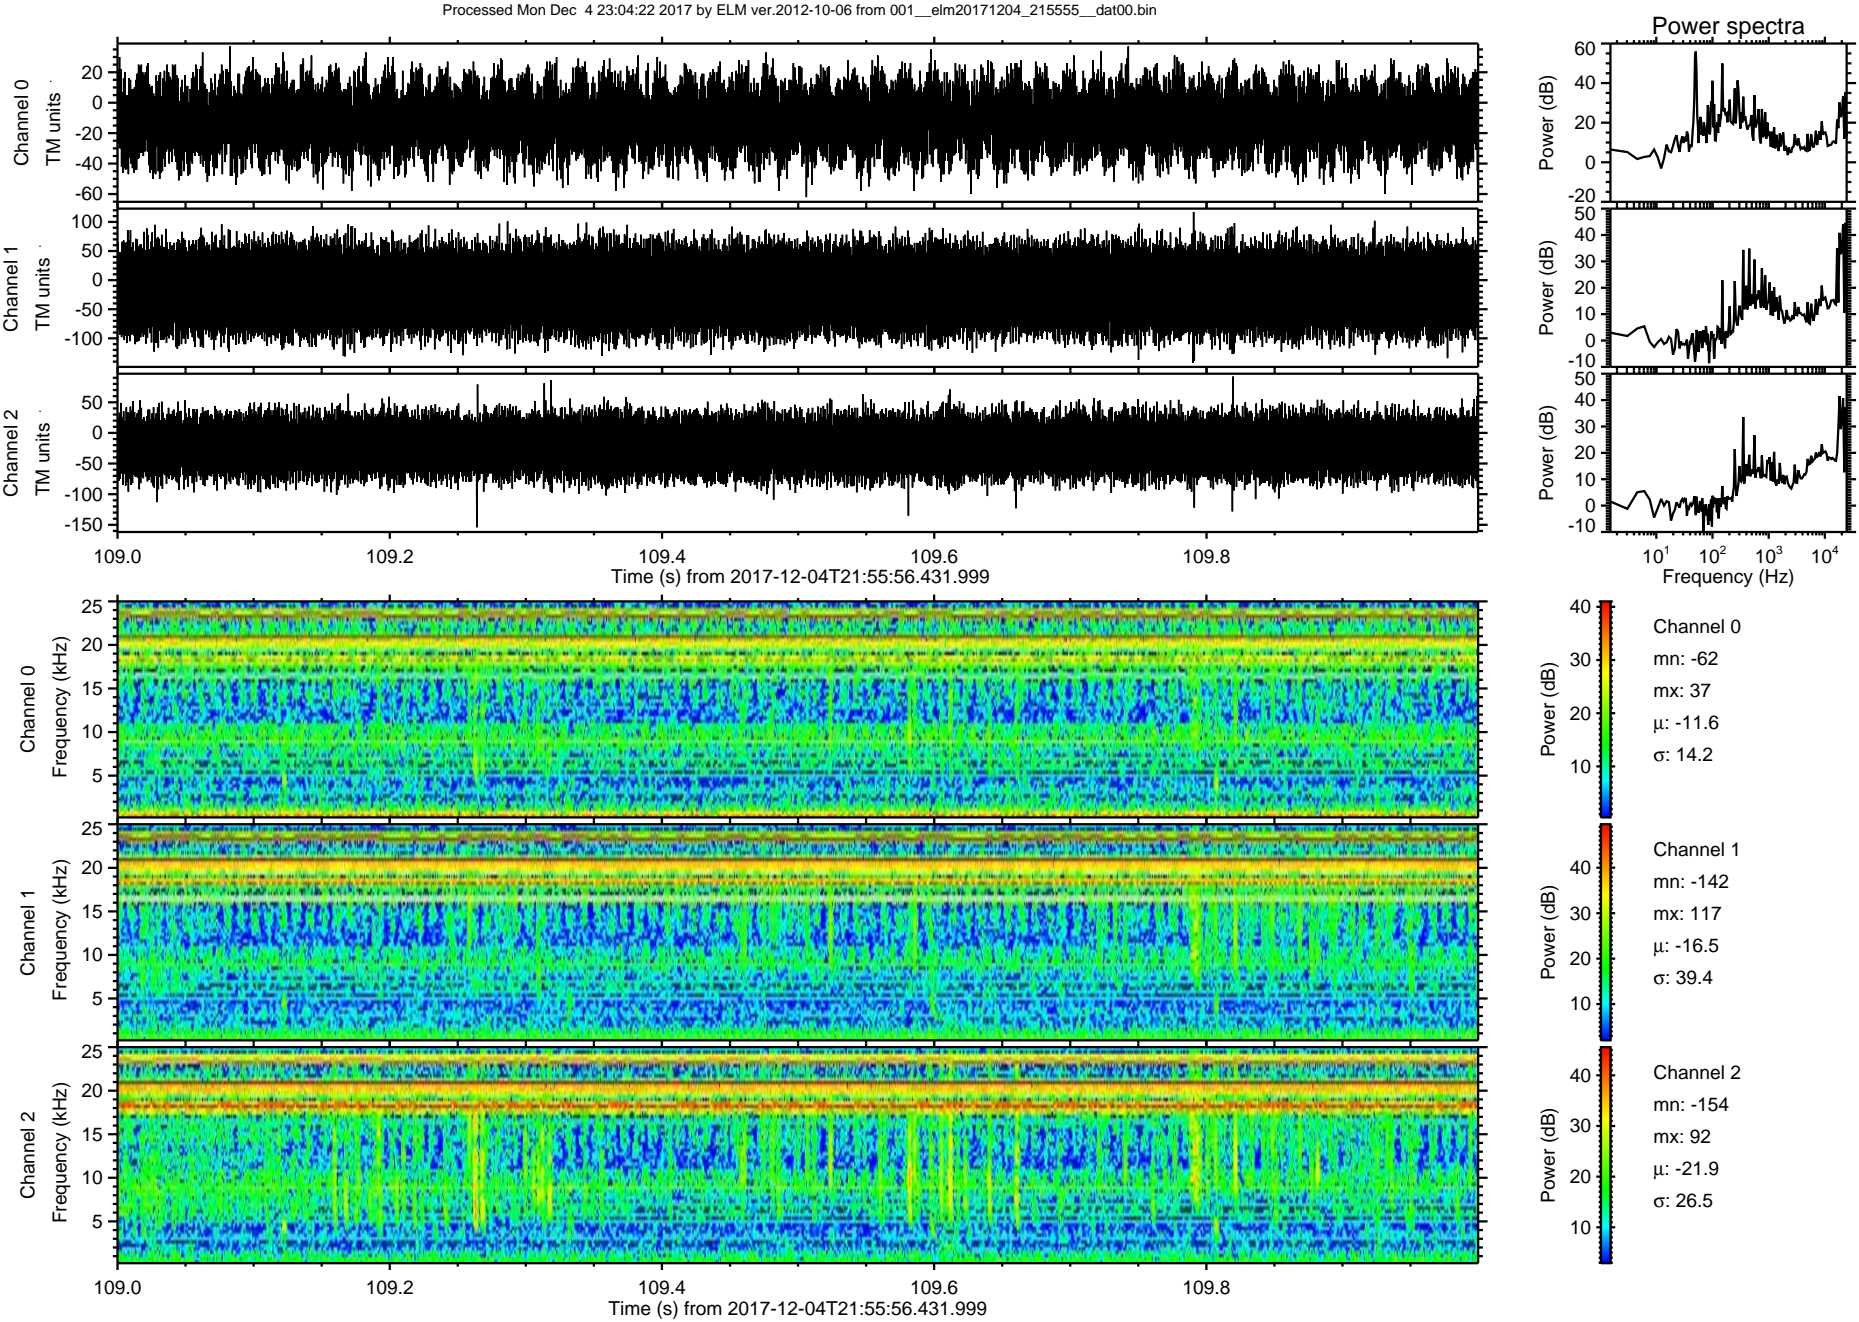 Processed Mon Dec  4 23:04:22 2017 by ELM ver.2012-10-06 from 001__elm20171204_215555__dat00.bin
Power spectra
Channel 0
TM units
20
0
-20
-40
-60
Power (dB)
60
40
20
0
-20
Channel 1
TM units
100
50
0
-50
-100
Power (dB)
50
40
30
20
10
0
-10
Channel 2
TM units
50
0
-50
-100
-150
Power (dB)
50
40
30
20
10
0
-10
109.0
109.2
109.4
109.6
109.8
Time (s) from 2017-12-04T21:55:56.431.999
10¹
10²
10³
10⁴
Frequency (Hz)
Channel 0
Frequency (kHz)
25
20
15
10
5
Power (dB)
40
30
20
10
Channel 0
mn: -62
mx: 37
μ: -11.6
σ: 14.2
Channel 1
Frequency (kHz)
25
20
15
10
5
Power (dB)
40
30
20
10
Channel 1
mn: -142
mx: 117
μ: -16.5
σ: 39.4
Channel 2
Frequency (kHz)
25
20
15
10
5
Power (dB)
40
30
20
10
Channel 2
mn: -154
mx: 92
μ: -21.9
σ: 26.5
109.0
109.2
109.4
109.6
109.8
Time (s) from 2017-12-04T21:55:56.431.999